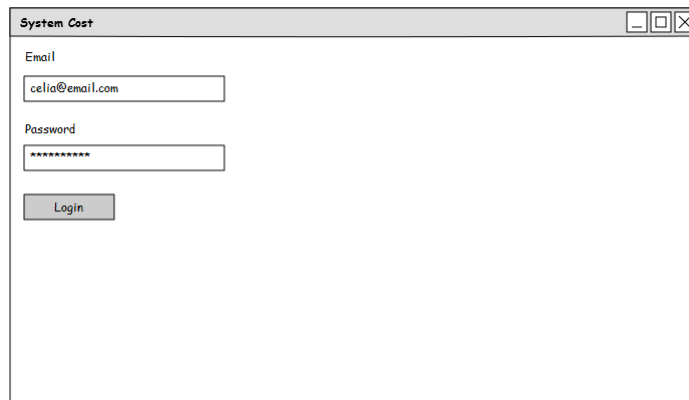 System Cost
Email
celia@email.com
Password
**********
Login